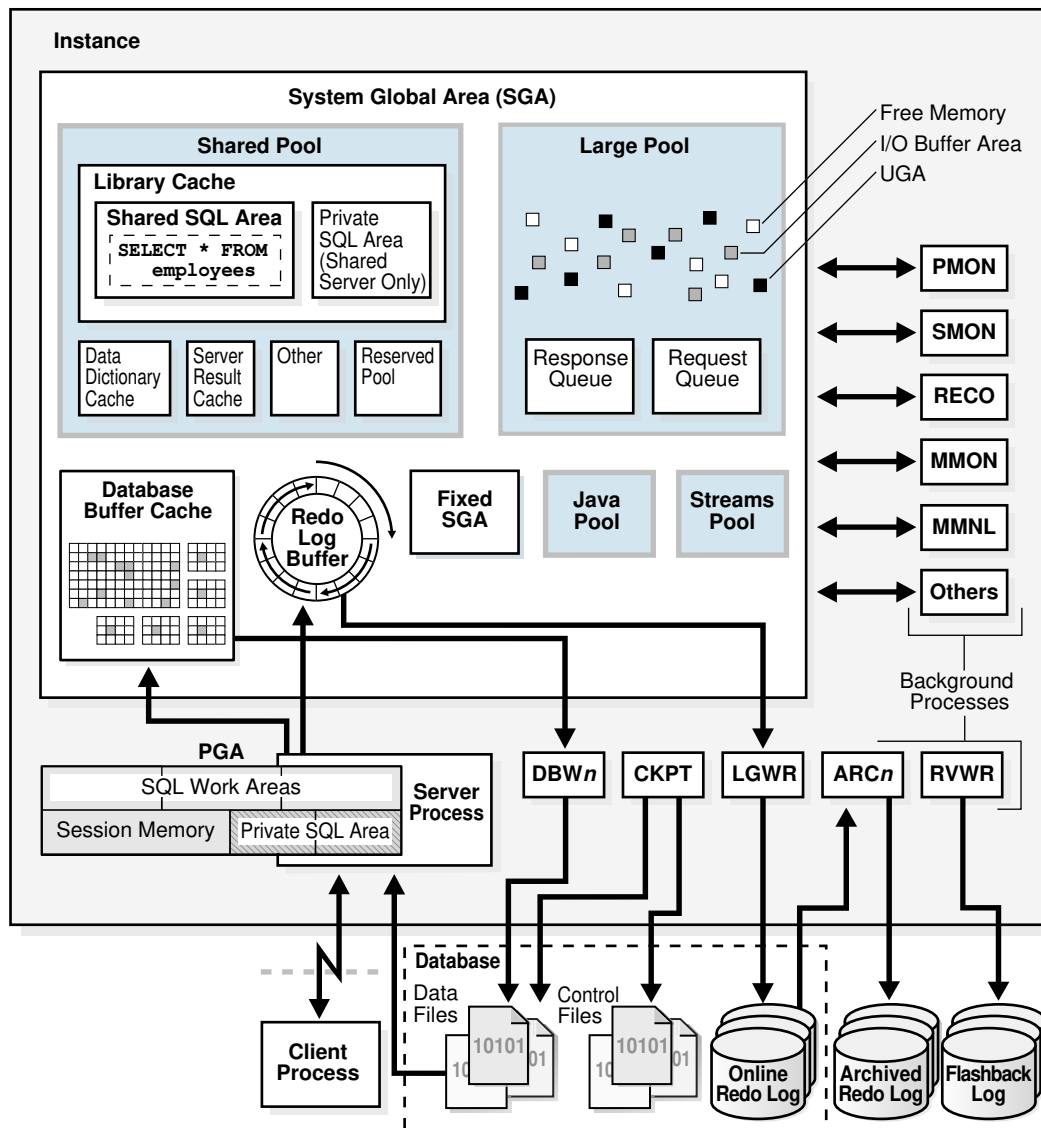 Instance
System Global Area (SGA)
Shared Pool
Library Cache
Shared SQL Area
SELECT * FROM
employees
Private
SQL Area
(Shared
Server Only)
Data
Dictionary
Cache
Server
Result
Cache
Other
Reserved
Pool
Large Pool
Response
Queue
Request
Queue
Free Memory
I/O Buffer Area
UGA
Database
Buffer Cache
Redo
Log
Buffer
Fixed
SGA
Java
Pool
Streams
Pool
PMON
SMON
RECO
MMON
MMNL
Others
Background
Processes
PGA
SQL Work Areas
Session Memory
Private SQL Area
Server
Process
DBWn
CKPT
LGWR
ARCn
RVWR
Client
Process
Database
Data
Files
10
10101
01
Control
Files
10
10101
01
Online
Redo Log
Archived
Redo Log
Flashback
Log